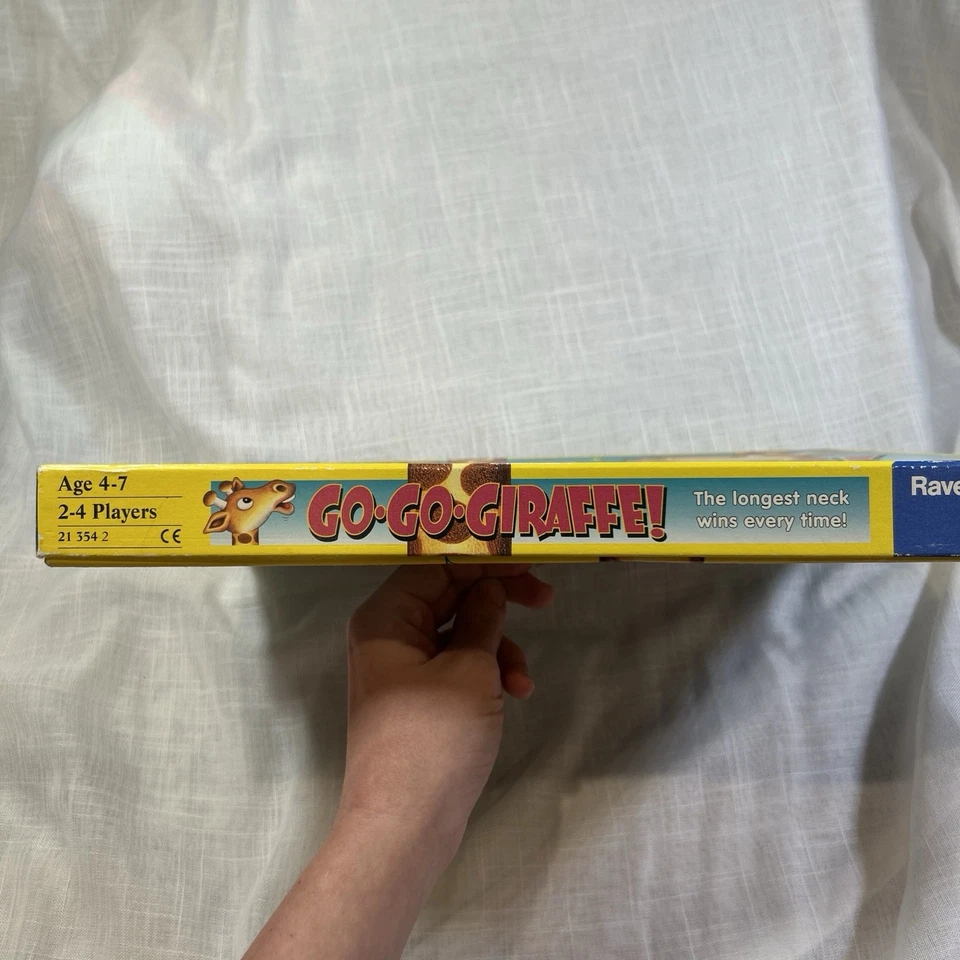 Age 4-7
2-4 Players
21 354 2 CE
GO•GO•GIRAFFE!
The longest neck
wins every time!
Rave